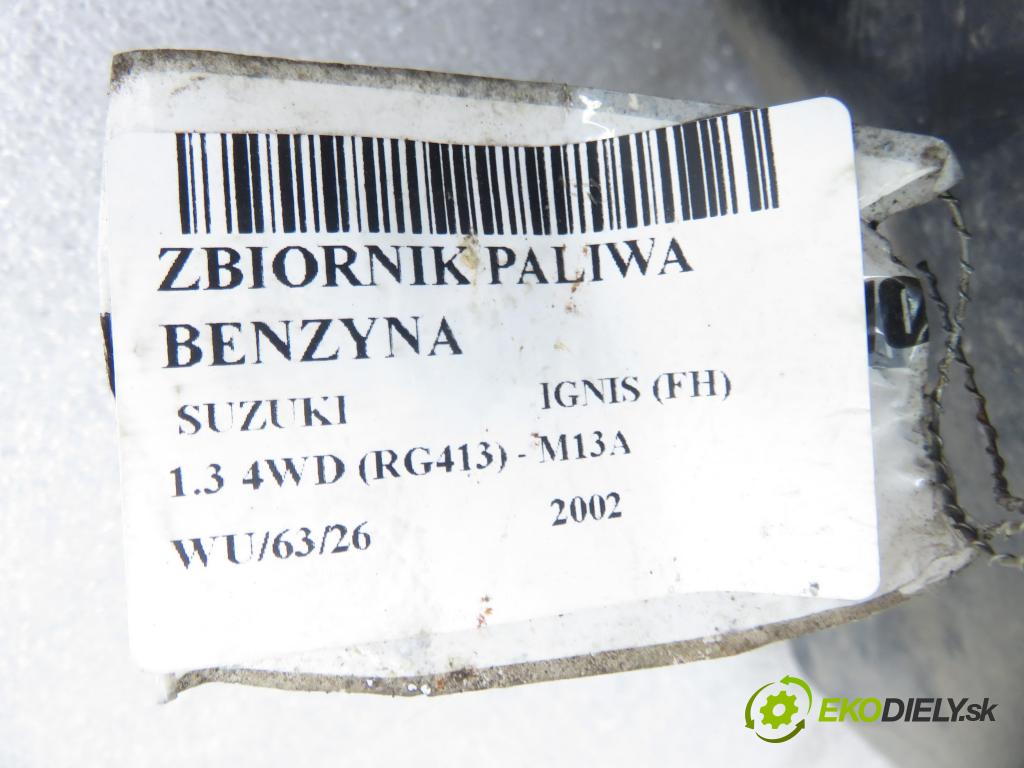 ZBIORNIK PALIWA
BENZYNA
SUZUKI IGNIS (FH)
1.3 4WD (RG413) - M13A
WU/63/26 2002
EKODIELY.sk